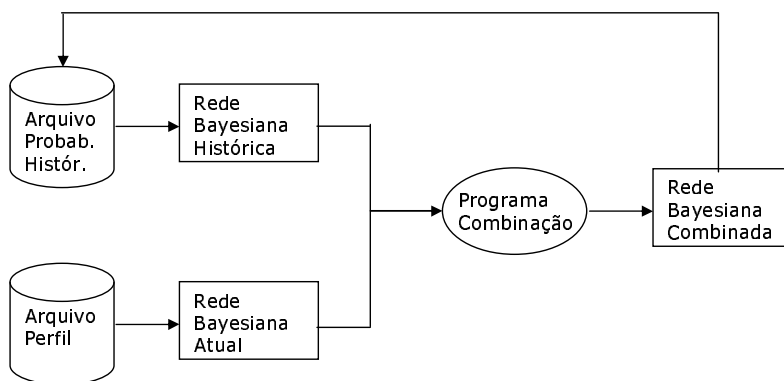 Arquivo
Probab.
Histór.
Rede
Bayesiana
Histórica
Programa
Combinação
Rede
Bayesiana
Combinada
Arquivo
Perfil
Rede
Bayesiana
Atual